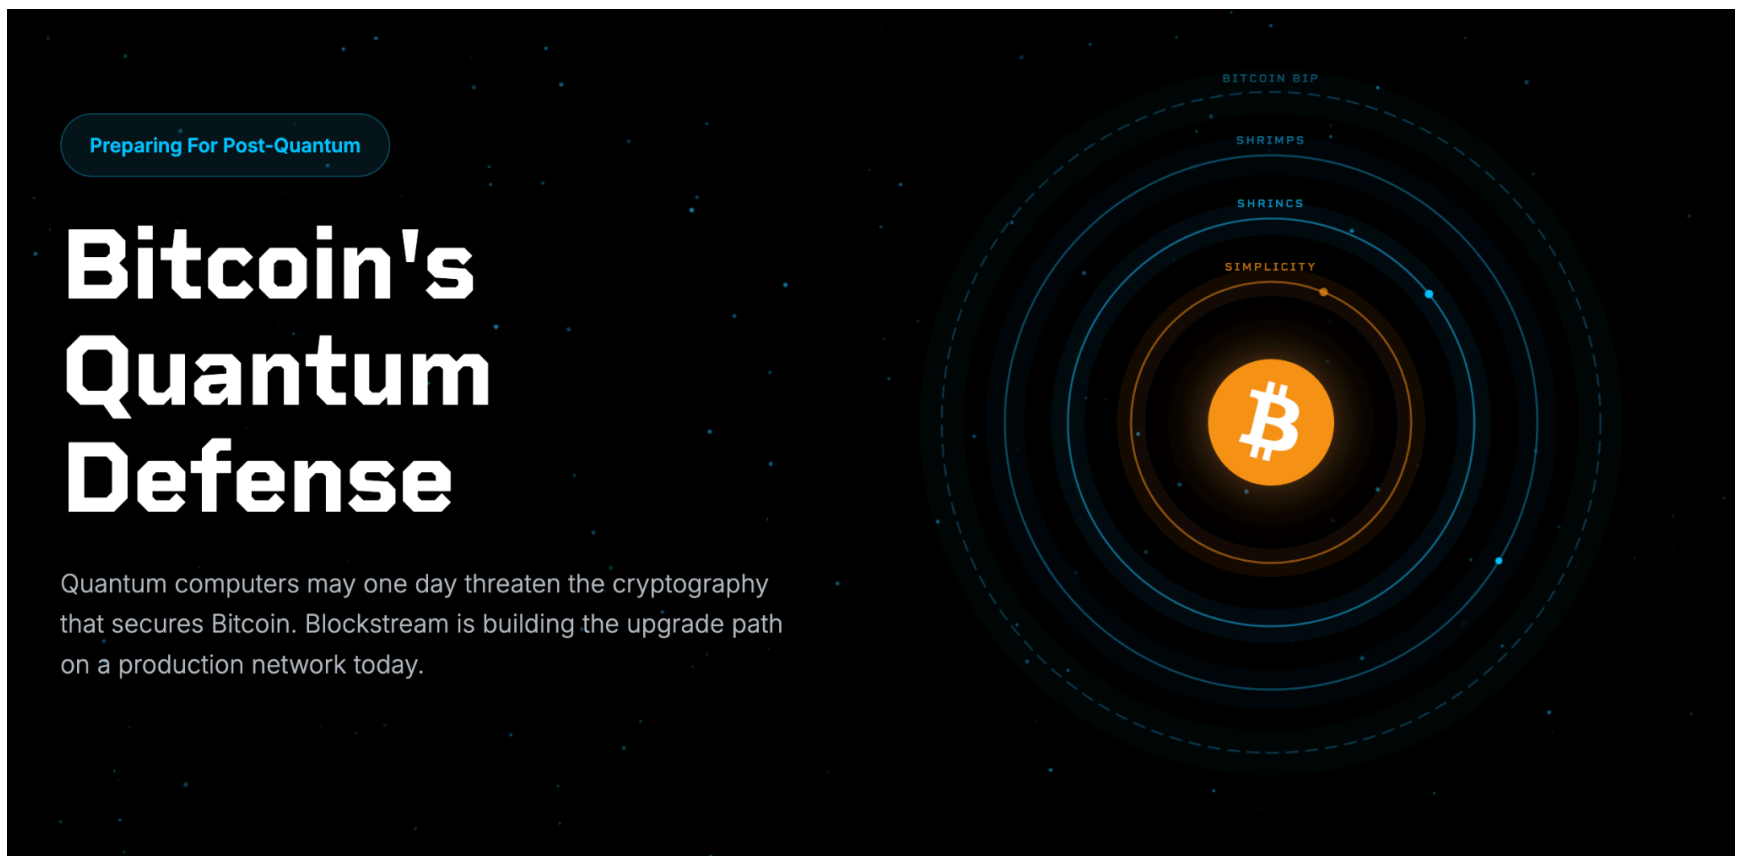 Preparing For Post-Quantum
Bitcoin's
Quantum
Defense
Quantum computers may one day threaten the cryptography
that secures Bitcoin. Blockstream is building the upgrade path
on a production network today.
BITCOIN BIP
SHRIMPS
SHRINCS
SIMPLICITY